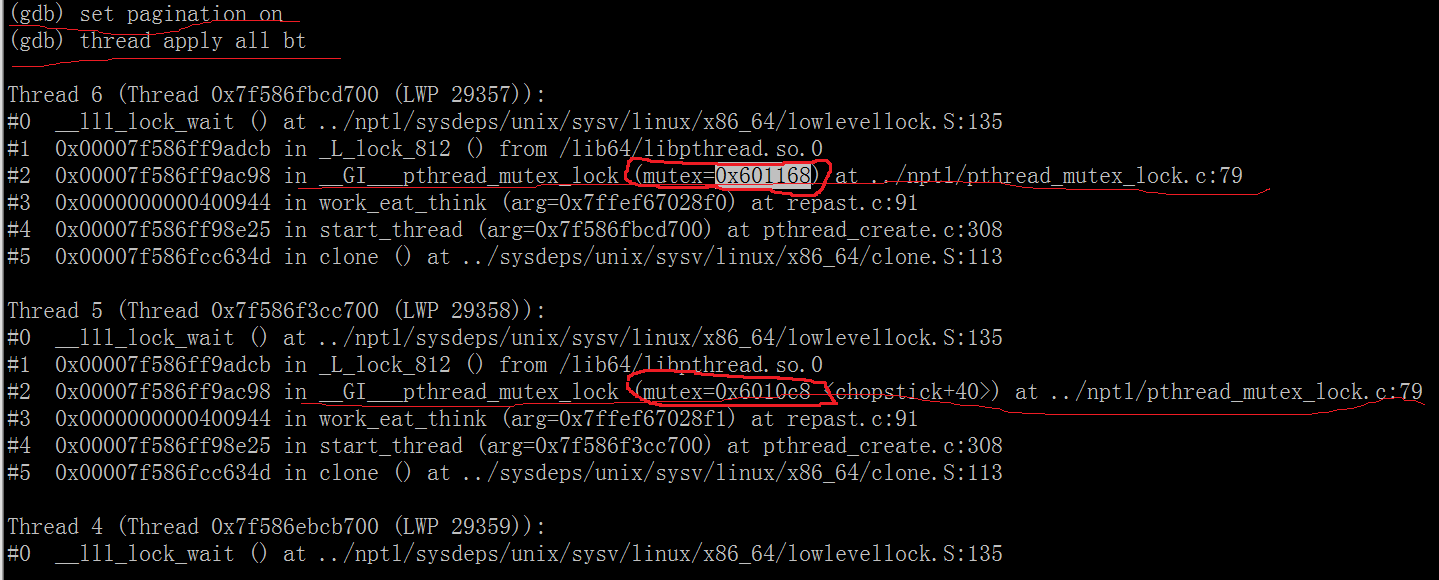 (gdb) set pagination on
(gdb) thread apply all bt
Thread 6 (Thread 0x7f586fbcd700 (LWP 29357)):
#0  __lll_lock_wait () at ../nptl/sysdeps/unix/sysv/linux/x86_64/lowlevellock.S:135
#1  0x00007f586ff9adcb in _L_lock_812 () from /lib64/libpthread.so.0
#2  0x00007f586ff9ac98 in __GI___pthread_mutex_lock (mutex=0x601168) at ../nptl/pthread_mutex_lock.c:79
#3  0x0000000000400944 in work_eat_think (arg=0x7ffef67028f0) at repast.c:91
#4  0x00007f586ff98e25 in start_thread (arg=0x7f586fbcd700) at pthread_create.c:308
#5  0x00007f586fcc634d in clone () at ../sysdeps/unix/sysv/linux/x86_64/clone.S:113
Thread 5 (Thread 0x7f586f3cc700 (LWP 29358)):
#0  __lll_lock_wait () at ../nptl/sysdeps/unix/sysv/linux/x86_64/lowlevellock.S:135
#1  0x00007f586ff9adcb in _L_lock_812 () from /lib64/libpthread.so.0
#2  0x00007f586ff9ac98 in __GI___pthread_mutex_lock (mutex=0x6010c8 <chopstick+40>) at ../nptl/pthread_mutex_lock.c:79
#3  0x0000000000400944 in work_eat_think (arg=0x7ffef67028f1) at repast.c:91
#4  0x00007f586ff98e25 in start_thread (arg=0x7f586f3cc700) at pthread_create.c:308
#5  0x00007f586fcc634d in clone () at ../sysdeps/unix/sysv/linux/x86_64/clone.S:113
Thread 4 (Thread 0x7f586ebcb700 (LWP 29359)):
#0  __lll_lock_wait () at ../nptl/sysdeps/unix/sysv/linux/x86_64/lowlevellock.S:135